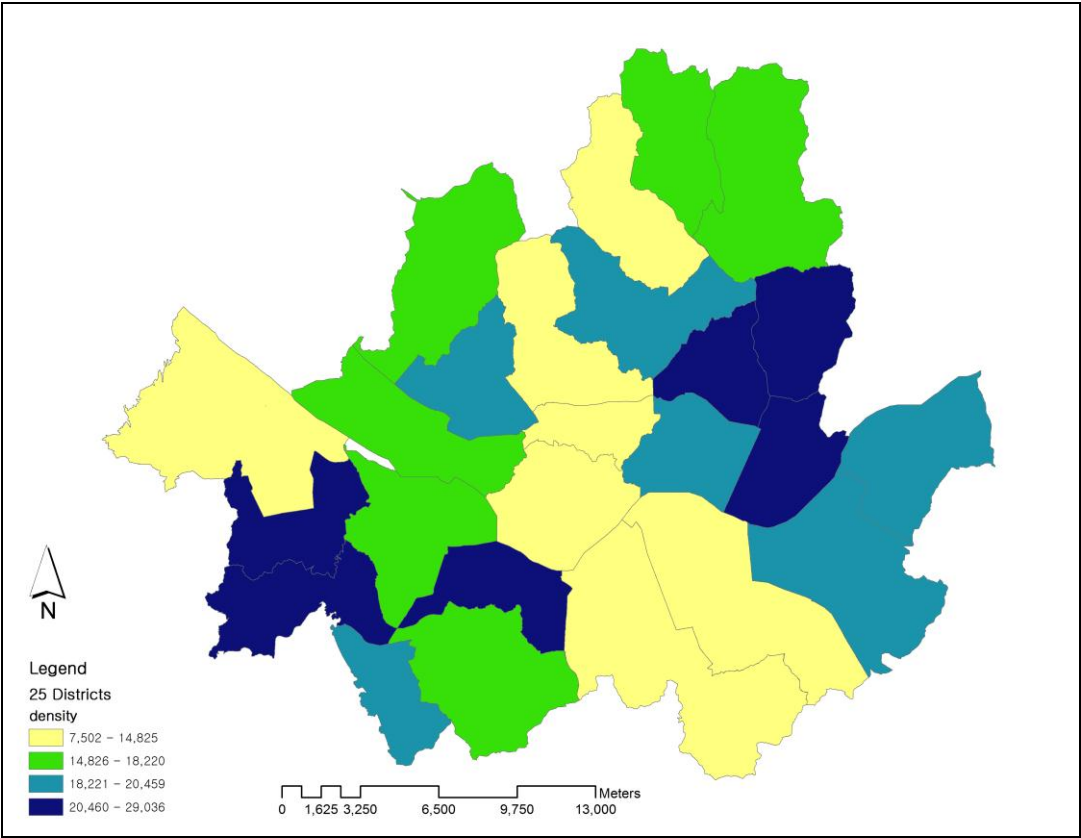 N
Legend
25 Districts
density
7,502 - 14,825
14,826 - 18,220
18,221 - 20,459
20,460 - 29,036
Meters
0 1,625 3,250 6,500 9,750 13,000